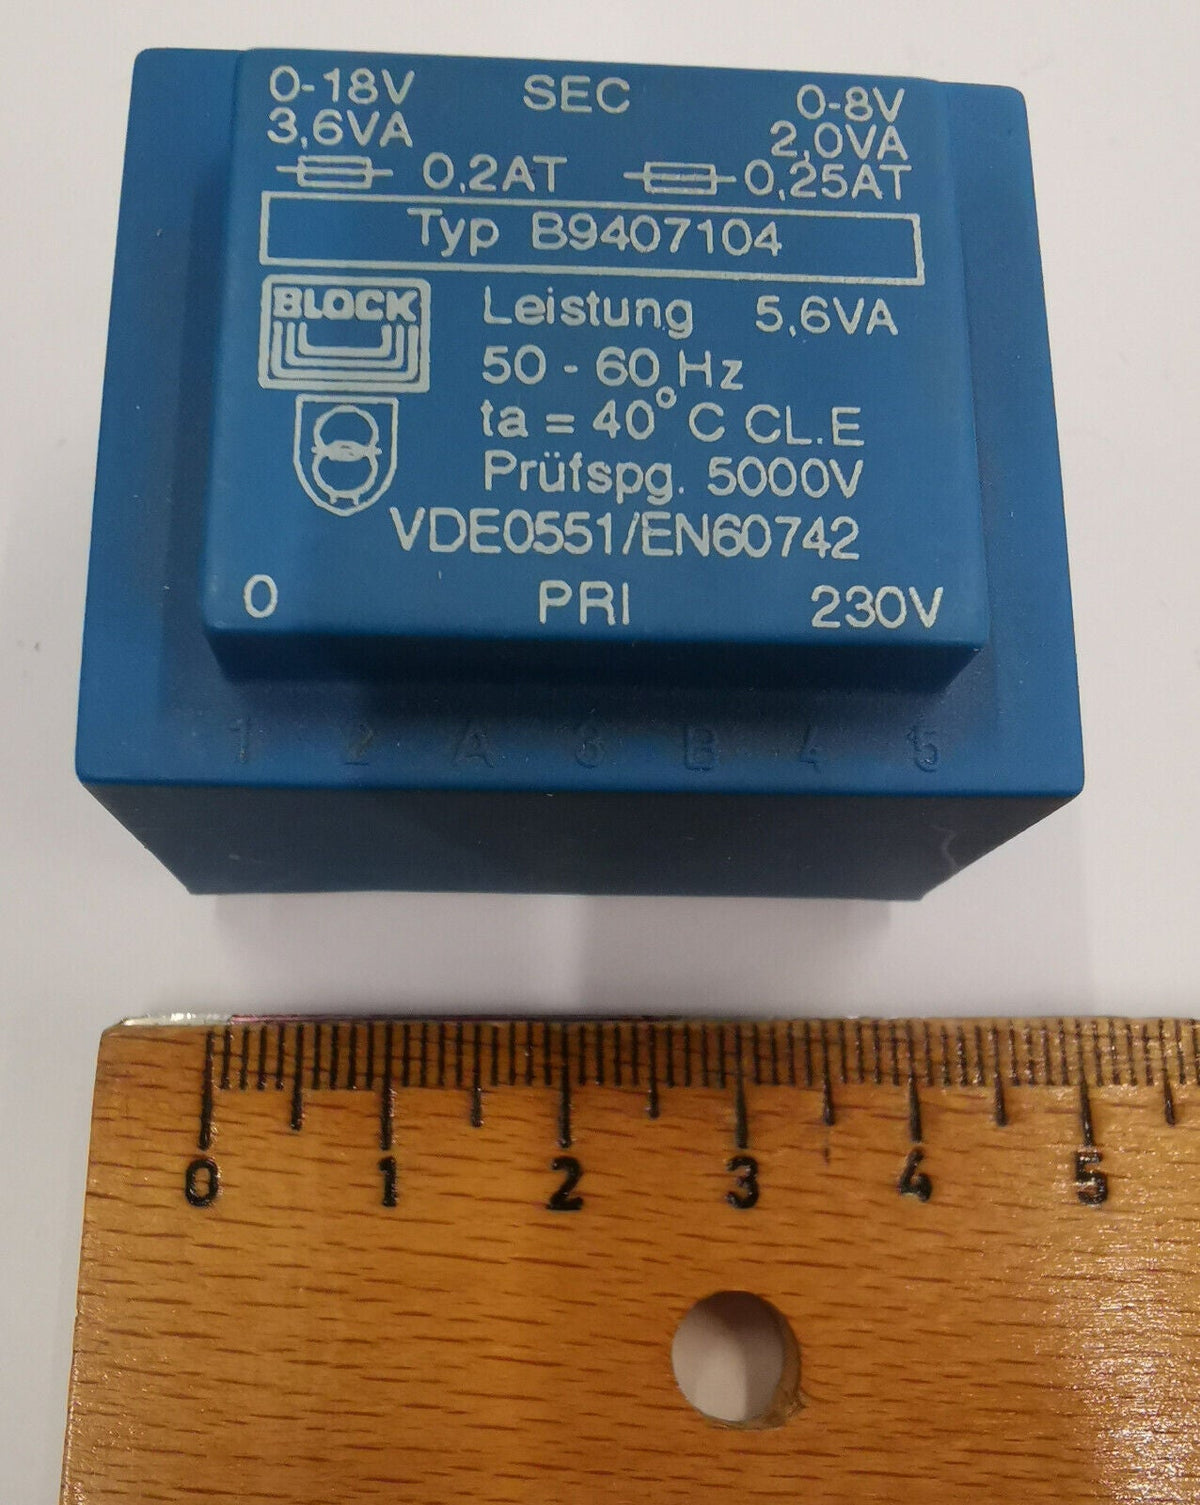 0-18V SEC 0-8V
3,6VA 2,0VA
0,2AT 0,25AT
Typ B9407104
BLOCK
Leistung 5,6VA
50 - 60 Hz
ta = 40°C CL.E
Prüfspg. 5000V
VDE0551/EN60742
0 PRI 230V
1 2 A 3 B 4 5
0 1 2 3 4 5